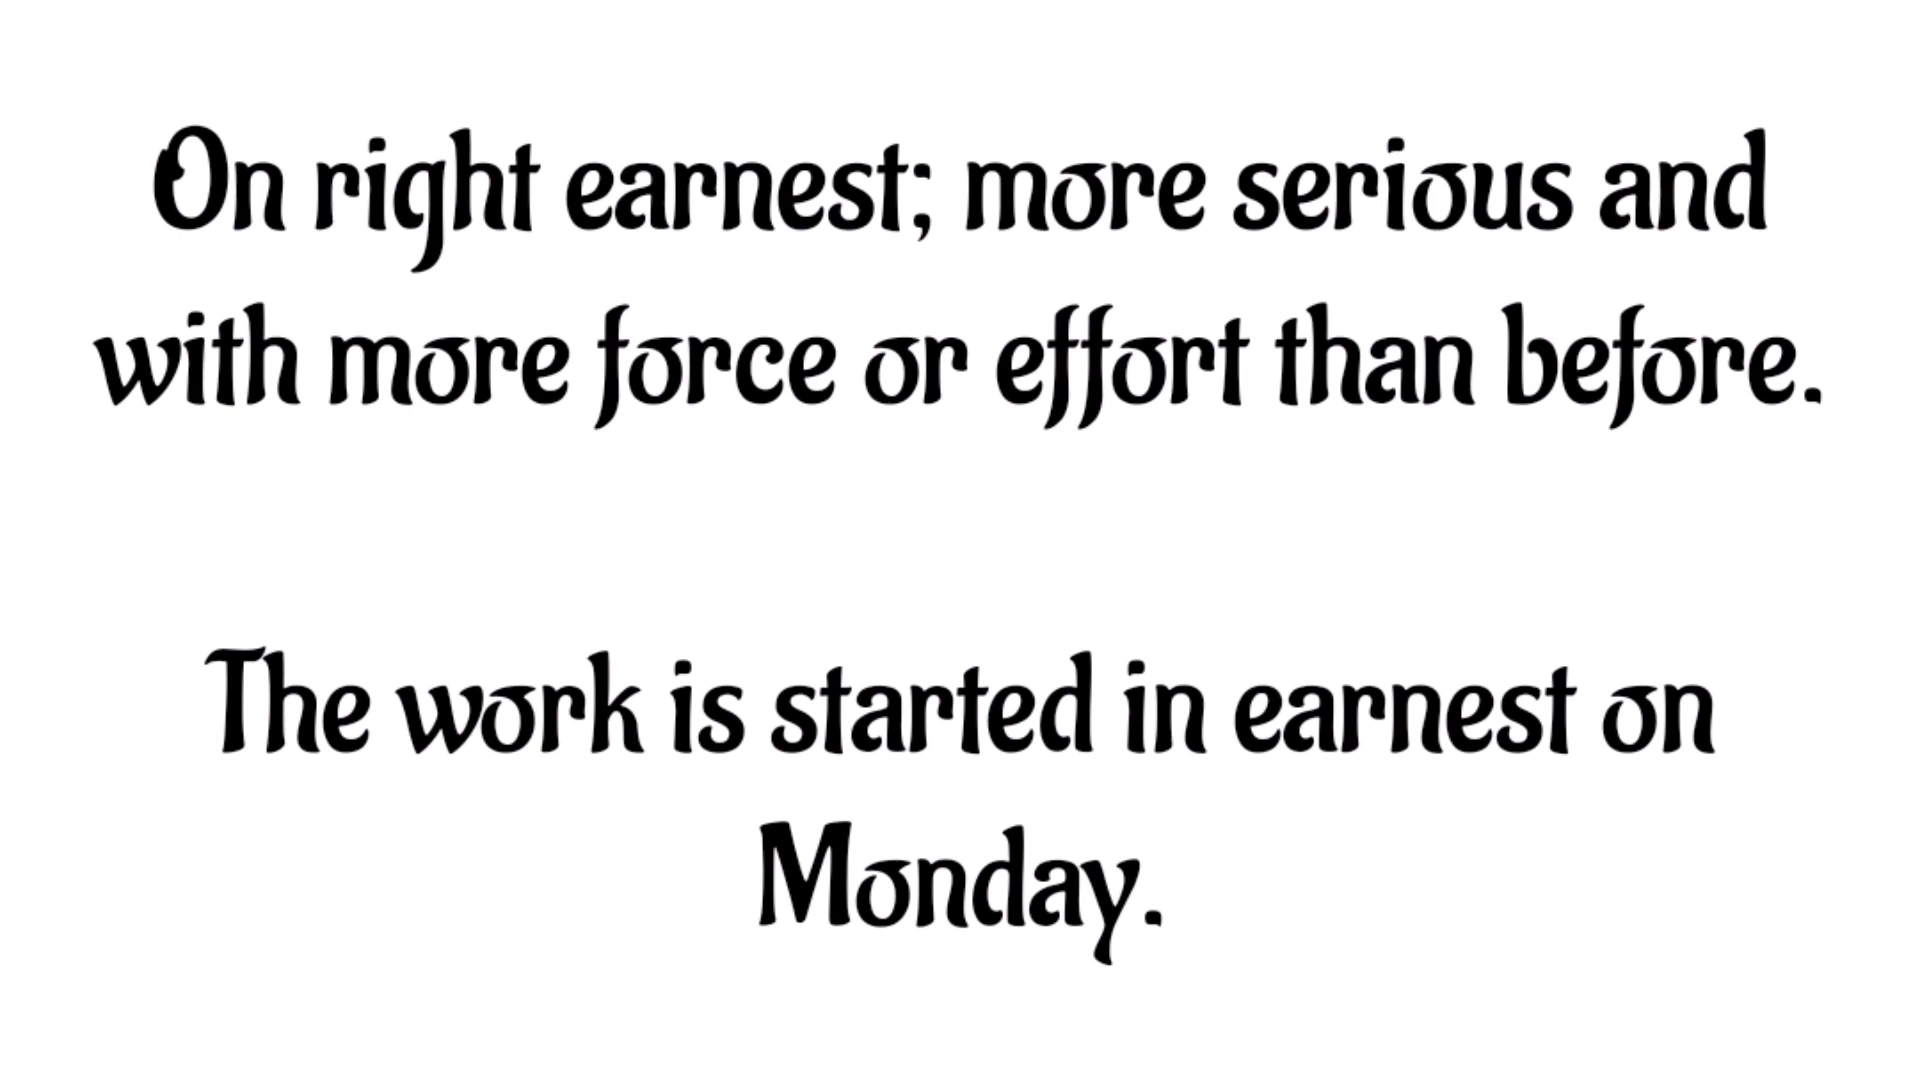 On right earnest; more serious and
with more force or effort than before.
The work is started in earnest on
Monday.